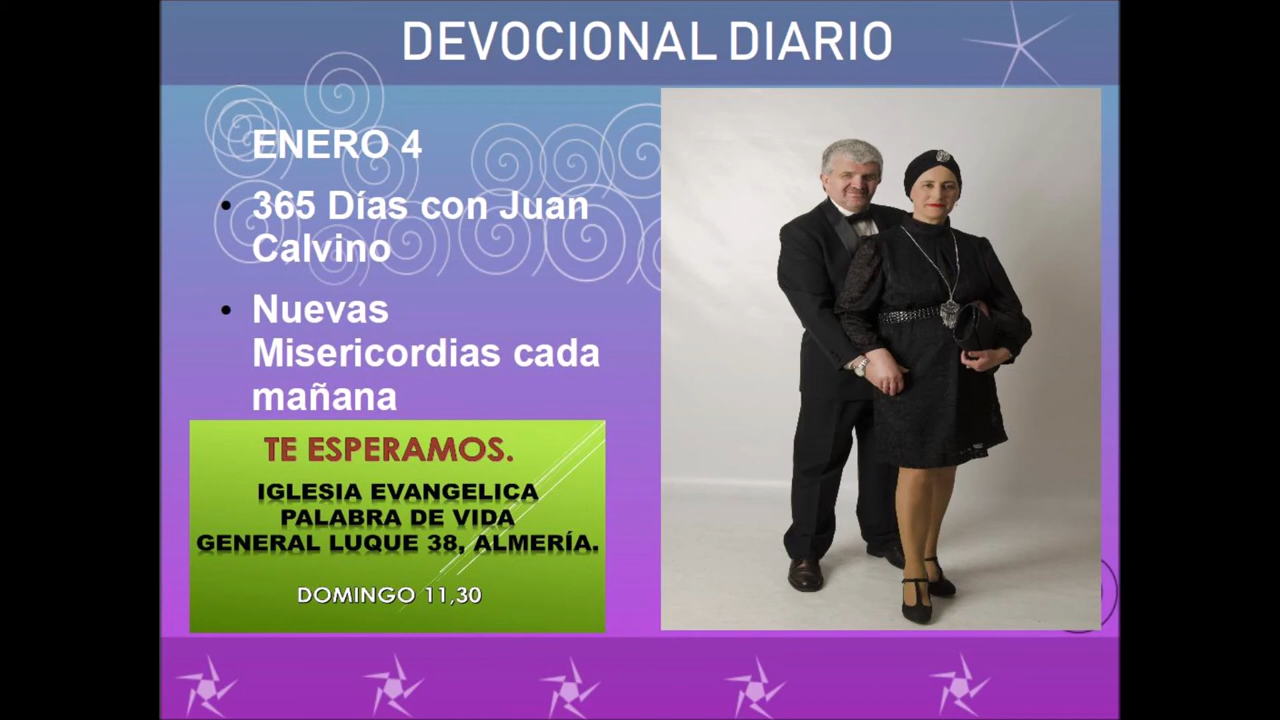 DEVOCIONAL DIARIO
ENERO 4
• 365 Días con Juan
Calvino
• Nuevas
Misericordias cada
mañana
TE ESPERAMOS.
IGLESIA EVANGELICA
PALABRA DE VIDA
GENERAL LUQUE 38, ALMERÍA.
DOMINGO 11,30